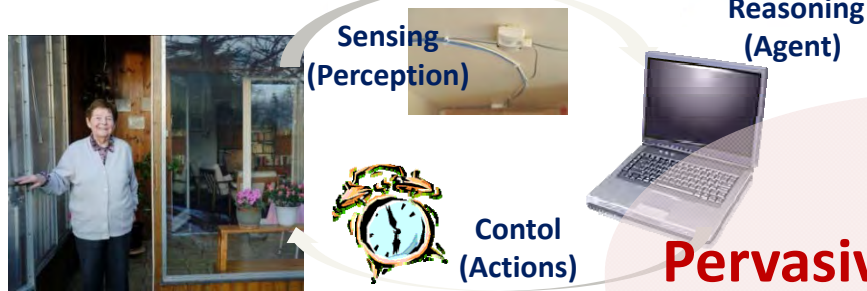 Reasoning
(Agent)
Sensing
(Perception)
Contol
(Actions)
Pervasiv